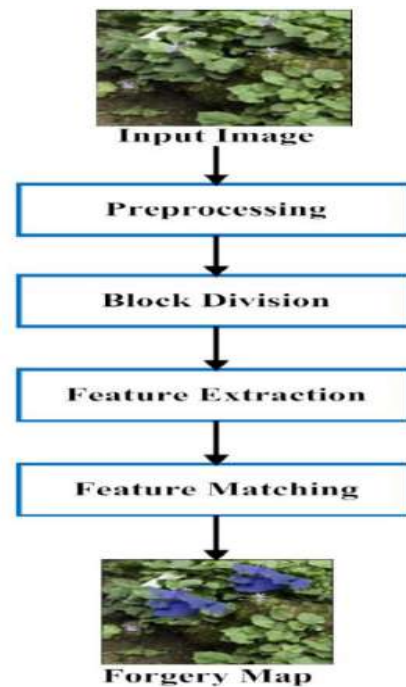 Input Image
Preprocessing
Block Division
Feature Extraction
Feature Matching
Forgery Map